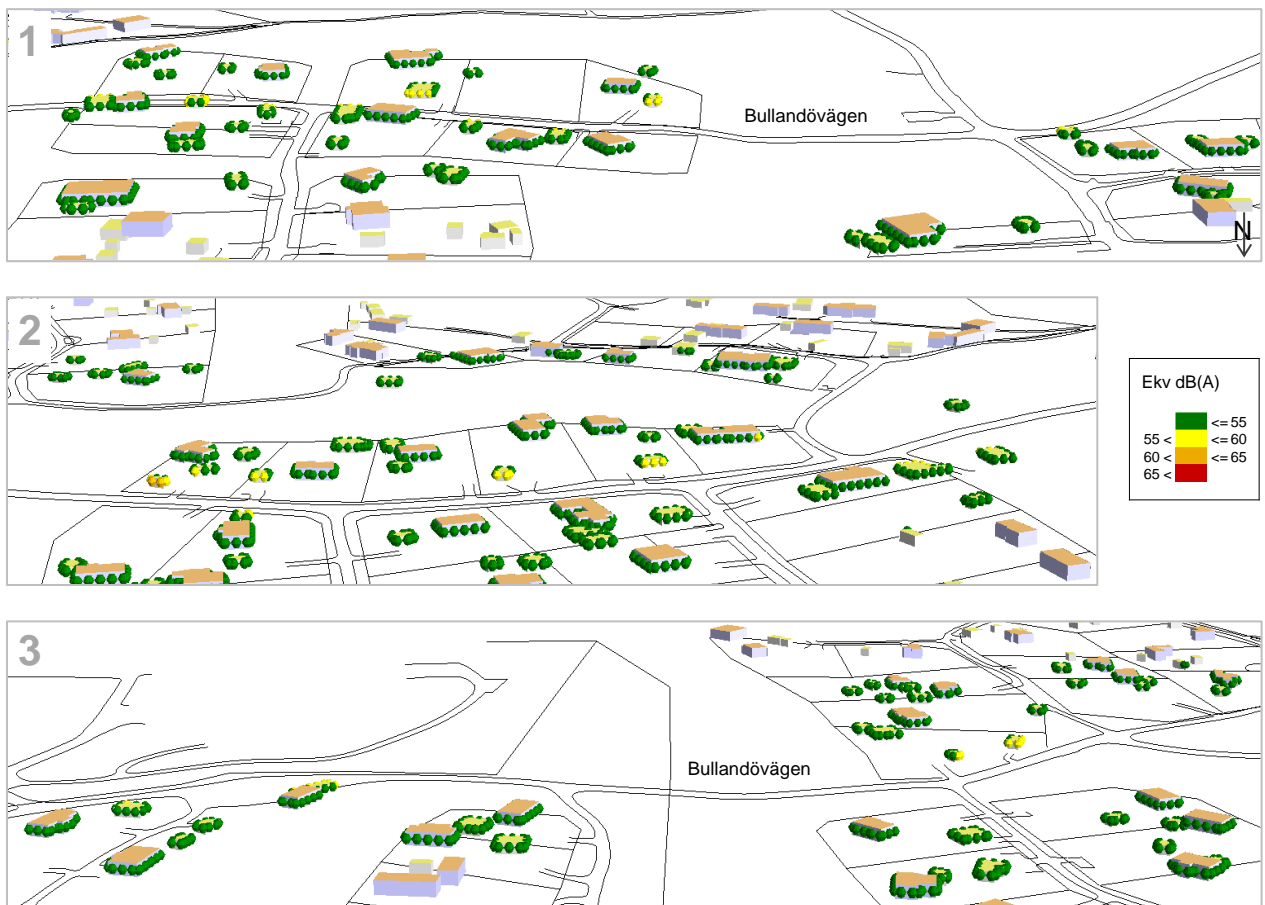 1
Bullandövägen
N
2
Ekv dB(A)
<= 55
55 < <= 60
60 < <= 65
65 <
3
Bullandövägen